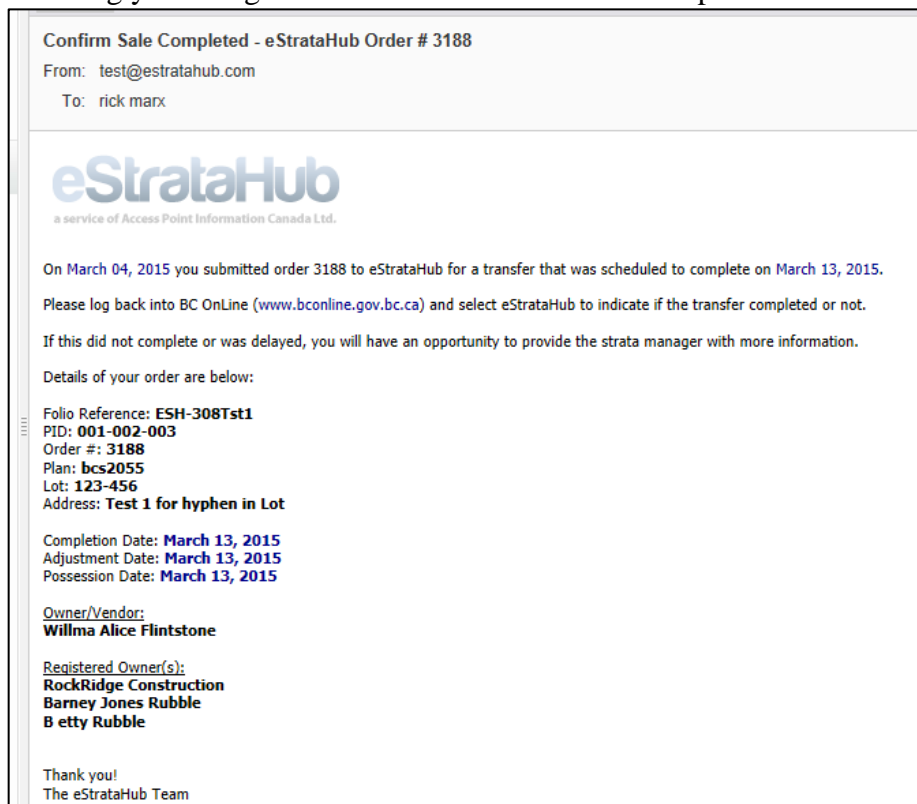 Confirm Sale Completed - eStrataHub Order # 3188
From: test@estratahub.com
To: rick marx
eStrataHub
a service of Access Point Information Canada Ltd.
On March 04, 2015 you submitted order 3188 to eStrataHub for a transfer that was scheduled to complete on March 13, 2015.
Please log back into BC OnLine (www.bconline.gov.bc.ca) and select eStrataHub to indicate if the transfer completed or not.
If this did not complete or was delayed, you will have an opportunity to provide the strata manager with more information.
Details of your order are below:
Folio Reference: ESH-308Tst1
PID: 001-002-003
Order #: 3188
Plan: bcs2055
Lot: 123-456
Address: Test 1 for hyphen in Lot
Completion Date: March 13, 2015
Adjustment Date: March 13, 2015
Possession Date: March 13, 2015
Owner/Vendor:
Willma Alice Flintstone
Registered Owner(s):
RockRidge Construction
Barney Jones Rubble
B etty Rubble
Thank you!
The eStrataHub Team